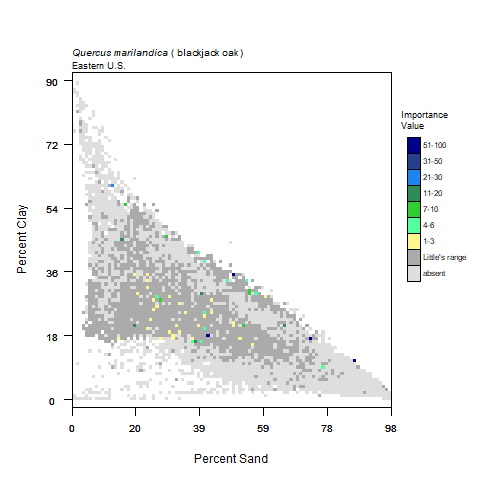 Quercus marilandica ( blackjack oak )
Eastern U.S.
90
72
54
36
18
0
Percent Clay
0
20
39
59
78
98
Percent Sand
Importance
Value
51-100
31-50
21-30
11-20
7-10
4-6
1-3
Little's range
absent